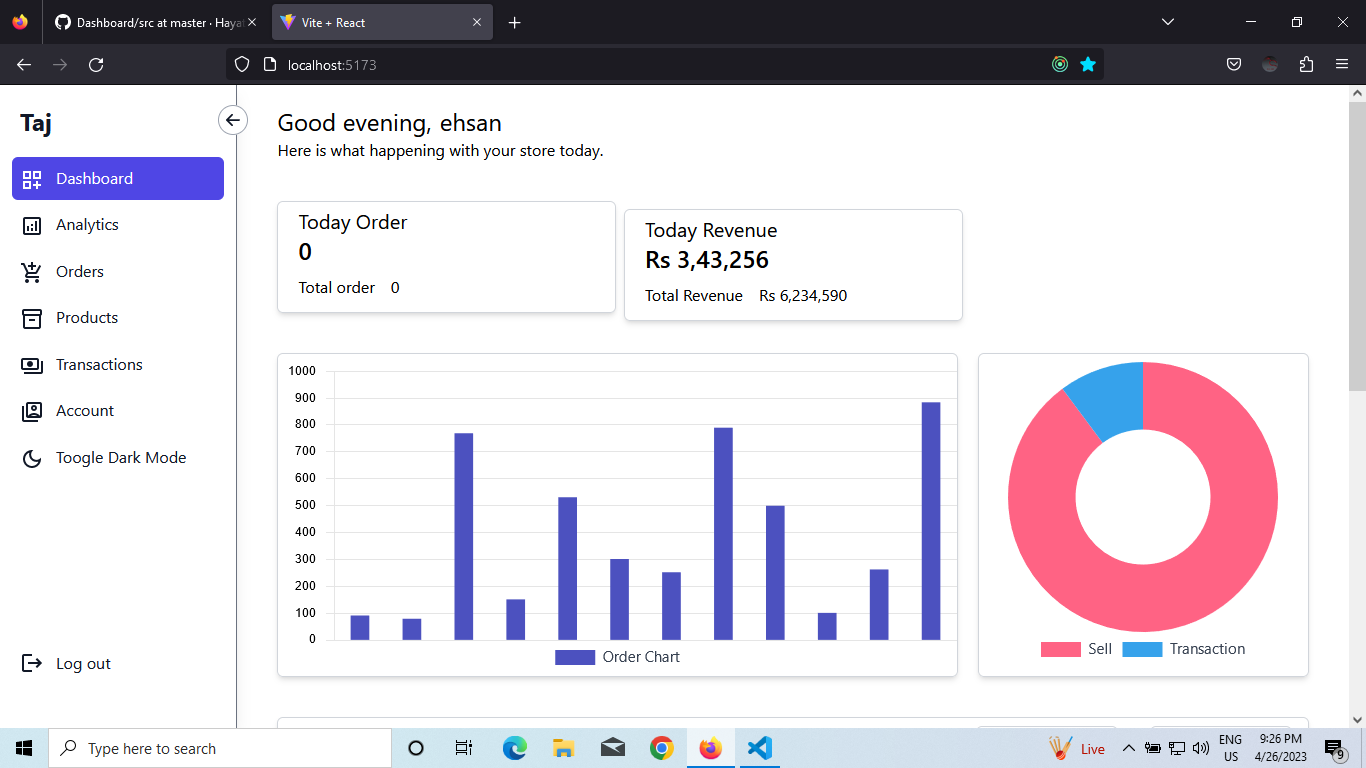 Dashboard/src at master · Haya
Vite + React
localhost:5173
Taj
Dashboard
Analytics
Orders
Products
Transactions
Account
Toogle Dark Mode
Log out
Good evening, ehsan
Here is what happening with your store today.
Today Order
0
Total order 0
Today Revenue
Rs 3,43,256
Total Revenue Rs 6,234,590
1000
900
800
700
600
500
400
300
200
100
0
Order Chart
Sell Transaction
Type here to search
Live
ENG
US
9:26 PM
4/26/2023
9